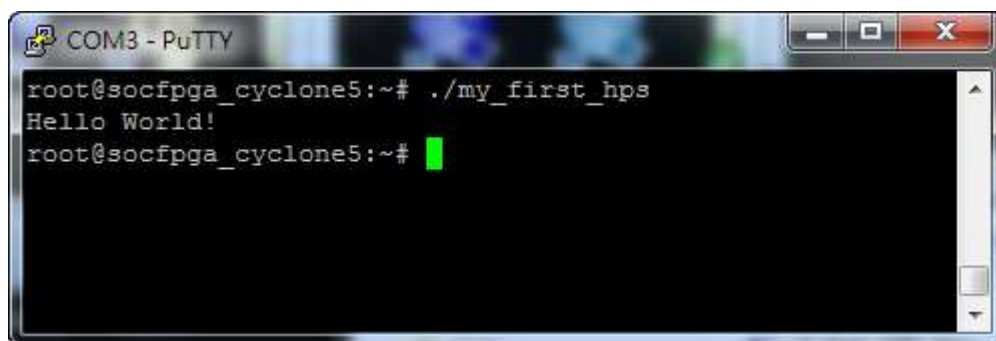 COM3 - PuTTY
root@socfpga_cyclone5:~# ./my_first_hps
Hello World!
root@socfpga_cyclone5:~#